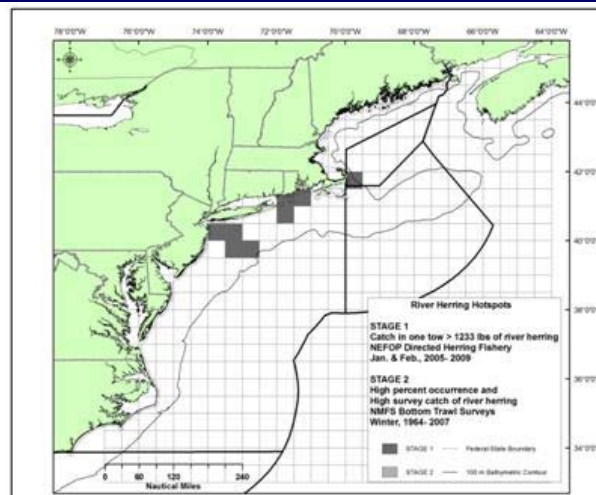 78°0'0"W 76°0'0"W 74°0'0"W 72°0'0"W 70°0'0"W 68°0'0"W 66°0'0"W 64°0'0"W
44°0'0"N
42°0'0"N
40°0'0"N
38°0'0"N
36°0'0"N
34°0'0"N
River Herring Hotspots
STAGE 1
Catch in one tow > 1233 lbs of river herring
NEFOP Directed Herring Fishery
Jan. & Feb., 2005- 2009
STAGE 2
High percent occurrence and
High survey catch of river herring
NMFS Bottom Trawl Surveys
Winter, 1964- 2007
STAGE 1 Federal-State Boundary
STAGE 2 100 m Bathymetric Contour
0 60 120 240
Nautical Miles